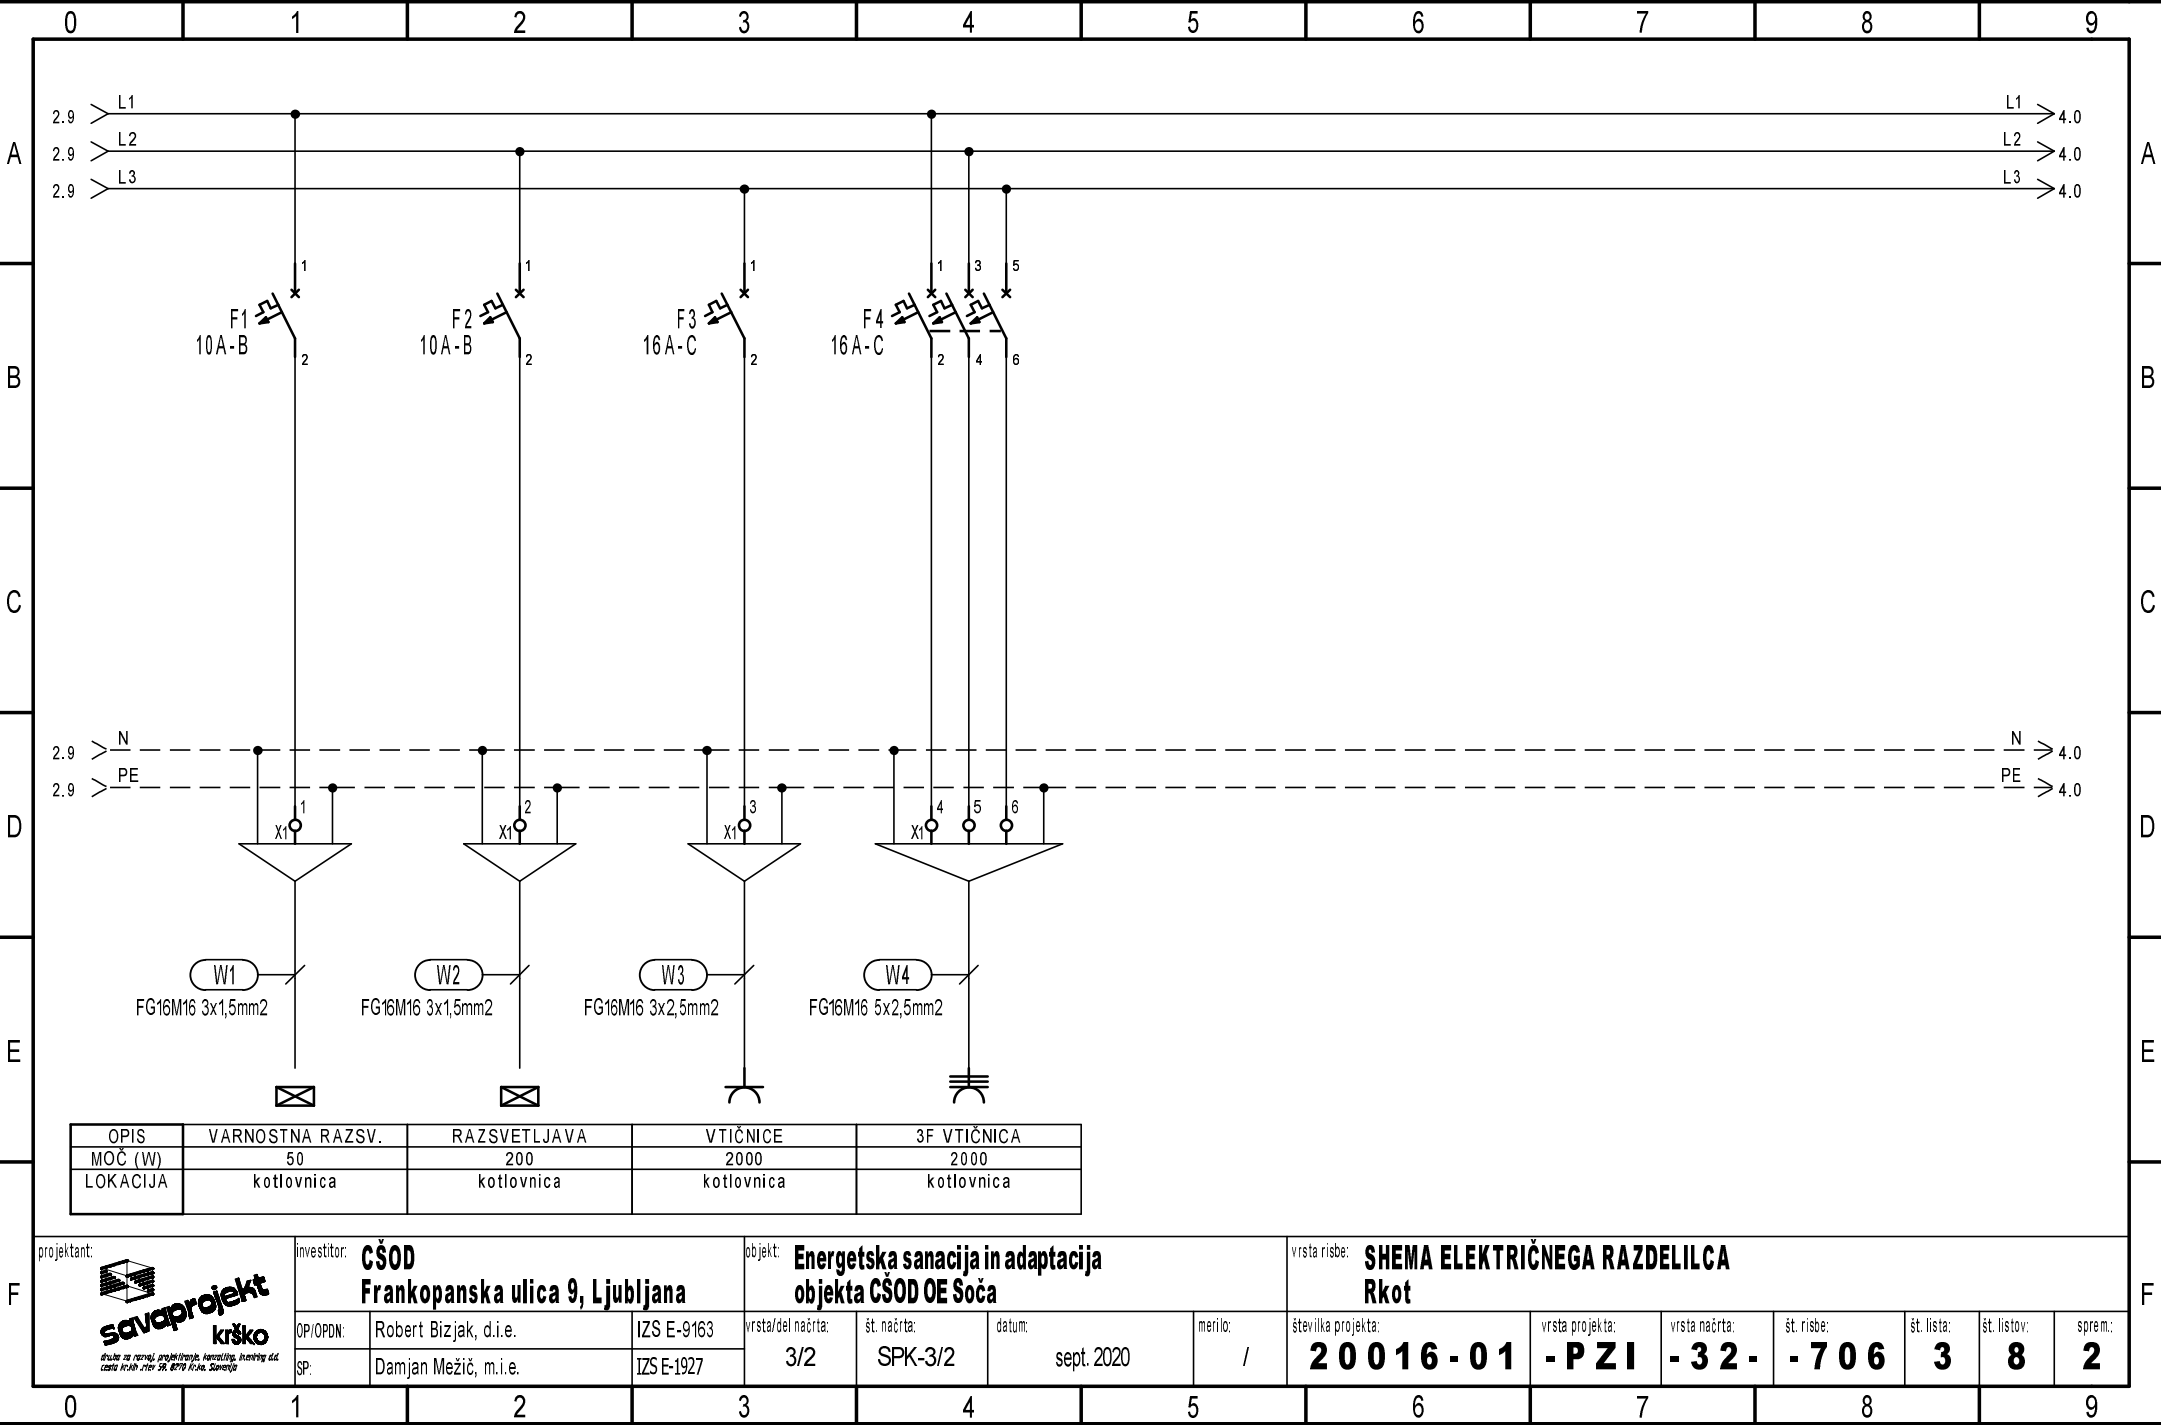 0 1 2 3 4 5 6 7 8 9
2.9 L1 L1 4.0
A 2.9 L2 L2 4.0 A
2.9 L3 L3 4.0
1 1 1 1 3 5
F1 F2 F3 F4
10A-B 10A-B 16A-C 16A-C
2 2 2 2 4 6
B B
C C
2.9 N N 4.0
2.9 PE PE 4.0
1 2 3 4 5 6
D X1 X1 X1 X1 D
W1 W2 W3 W4
FG16M16 3x1,5mm2 FG16M16 3x1,5mm2 FG16M16 3x2,5mm2 FG16M16 5x2,5mm2
E E
OPIS VARNOSTNA RAZSV. RAZSVETLJAVA VTIČNICE 3F VTIČNICA
MOČ (W) 50 200 2000 2000
LOKACIJA kotlovnica kotlovnica kotlovnica kotlovnica
F F
projektant:
savaprojekt
krško
investitor: CŠOD
Frankopanska ulica 9, Ljubljana
OP/OPDN: Robert Bizjak, d.i.e. IZS E-9163
SP: Damjan Mežič, m.i.e. IZS E-1927
objekt: Energetska sanacija in adaptacija
objekta CŠOD OE Soča
vrsta/del načrta: št. načrta: datum: merilo:
3/2 SPK-3/2 sept. 2020 /
vrsta risbe: SHEMA ELEKTRIČNEGA RAZDELILCA
Rkot
številka projekta: vrsta projekta: vrsta načrta: št. risbe: št. lista: št. listov: sprem.:
20016-01 -PZI -32- -706 3 8 2
0 1 2 3 4 5 6 7 8 9